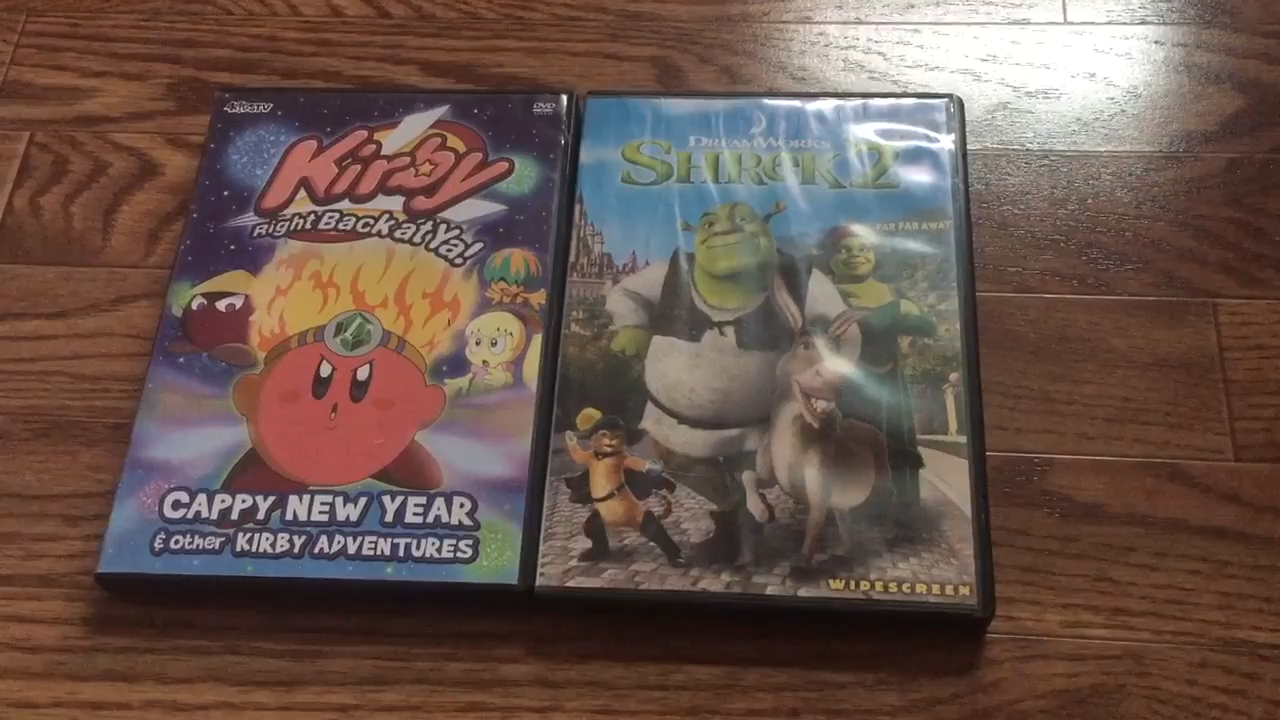 4KIDSTV
DVD
Kirby
Right Back at Ya!
CAPPY NEW YEAR
& other KIRBY ADVENTURES
DREAMWORKS
SHREK 2
FAR FAR AWAY
WIDESCREEN